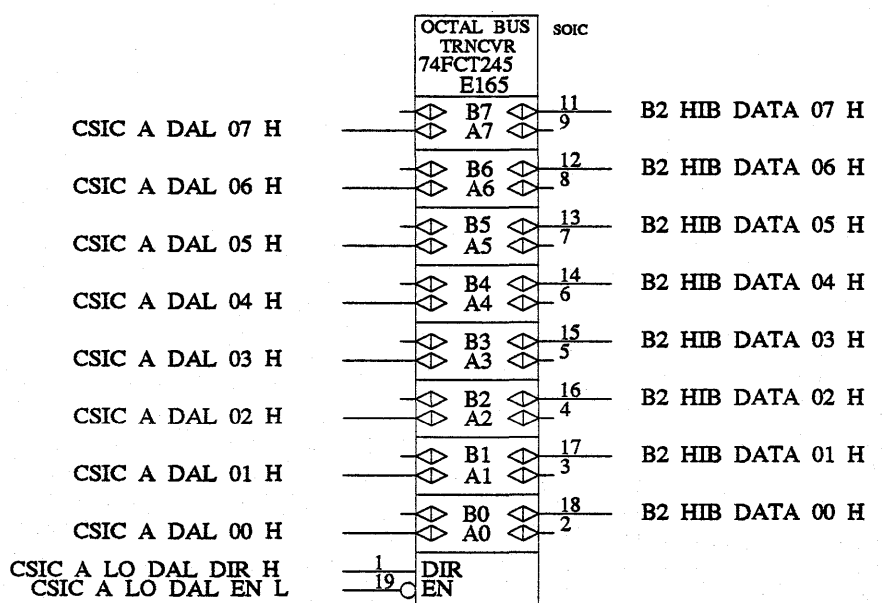 OCTAL BUS SOIC
TRNCVR
74FCT245
E165
B7 11 B2 HIB DATA 07 H
CSIC A DAL 07 H A7 9
B6 12 B2 HIB DATA 06 H
CSIC A DAL 06 H A6 8
B5 13 B2 HIB DATA 05 H
CSIC A DAL 05 H A5 7
B4 14 B2 HIB DATA 04 H
CSIC A DAL 04 H A4 6
B3 15 B2 HIB DATA 03 H
CSIC A DAL 03 H A3 5
B2 16 B2 HIB DATA 02 H
CSIC A DAL 02 H A2 4
B1 17 B2 HIB DATA 01 H
CSIC A DAL 01 H A1 3
B0 18 B2 HIB DATA 00 H
CSIC A DAL 00 H A0 2
CSIC A LO DAL DIR H 1 DIR
CSIC A LO DAL EN L 19 EN